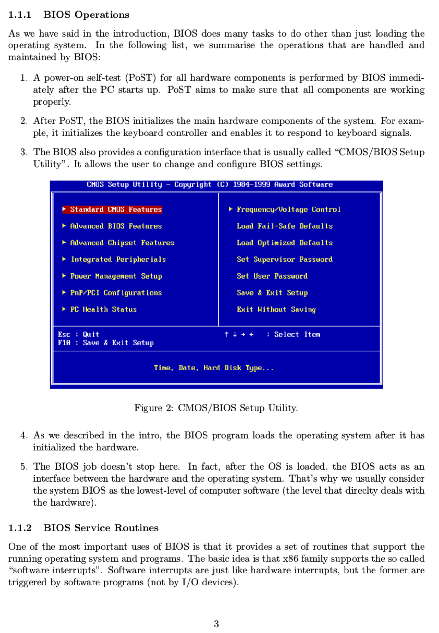 1.1.1 BIOS Operations
As we have said in the introduction, BIOS does many tasks to do other than just loading the
operating system. In the following list, we summarise the operations that are handled and
maintained by BIOS:
1. A power-on self-test (PoST) for all hardware components is performed by BIOS immedi-
ately after the PC starts up. PoST aims to make sure that all components are working
properly.
2. After PoST, the BIOS initializes the main hardware components of the system. For exam-
ple, it initializes the keyboard controller and enables it to respond to keyboard signals.
3. The BIOS also provides a configuration interface that is usually called “CMOS/BIOS Setup
Utility”. It allows the user to change and configure BIOS settings.
CMOS Setup Utility - Copyright (C) 1984-1999 Award Software
▶ Standard CMOS Features
▶ Advanced BIOS Features
▶ Advanced Chipset Features
▶ Integrated Peripherials
▶ Power Management Setup
▶ PnP/PCI Configurations
▶ PC Health Status
▶ Frequency/Voltage Control
Load Fail-Safe Defaults
Load Optimized Defaults
Set Supervisor Password
Set User Password
Save & Exit Setup
Exit Without Saving
Esc : Quit
F10 : Save & Exit Setup
↑ ↓ → ← : Select Item
Time, Date, Hard Disk Type...
Figure 2: CMOS/BIOS Setup Utility.
4. As we described in the intro, the BIOS program loads the operating system after it has
initialized the hardware.
5. The BIOS job doesn’t stop here. In fact, after the OS is loaded, the BIOS acts as an
interface between the hardware and the operating system. That’s why we usually consider
the system BIOS as the lowest-level of computer software (the level that direclty deals with
the hardware).
1.1.2 BIOS Service Routines
One of the most important uses of BIOS is that it provides a set of routines that support the
running operating system and programs. The basic idea is that x86 family supports the so called
“software interrupts”. Software interrupts are just like hardware interrupts, but the former are
triggered by software programs (not by I/O devices).
3